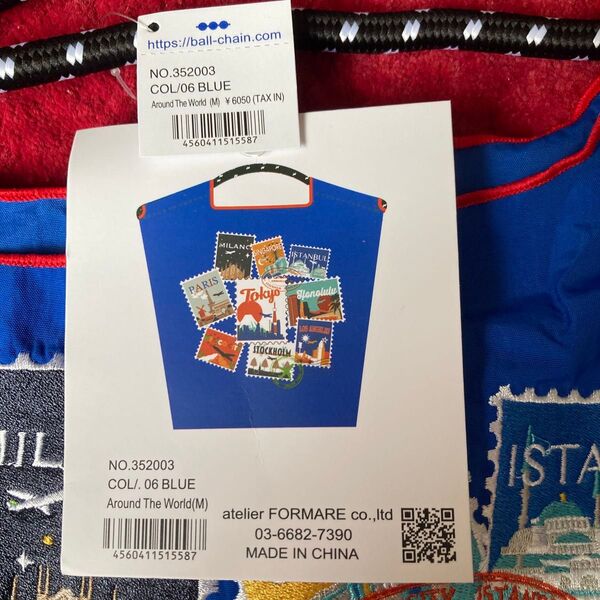 https://ball-chain.com
NO.352003
COL/06 BLUE
Around The World (M) ¥6050(TAX IN)
4560411515587
MILANO
SINGAPORE
ISTANBUL
PARIS
Tokyo
Honolulu
LOS ANGELES
STOCKHOLM
NO.352003
COL/. 06 BLUE
Around The World(M)
4560411515587
atelier FORMARE co.,ltd
03-6682-7390
MADE IN CHINA
MIL
ISTA